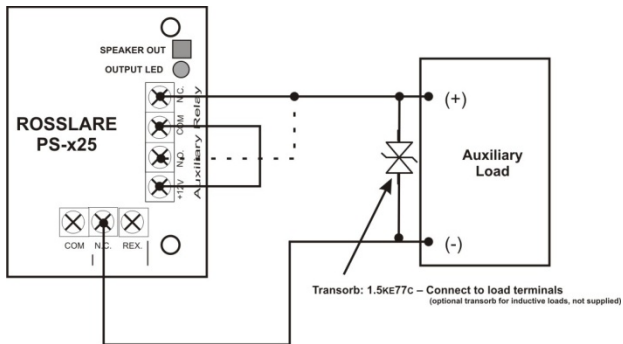 SPEAKER OUT
OUTPUT LED
ROSSLARE
PS-x25
N.C.
COM
N.O.
+12V
Auxiliary Relay
COM
N.C.
REX.
(+)
Auxiliary
Load
(-)
Transorb: 1.5KE77C – Connect to load terminals
(optional transorb for inductive loads, not supplied)